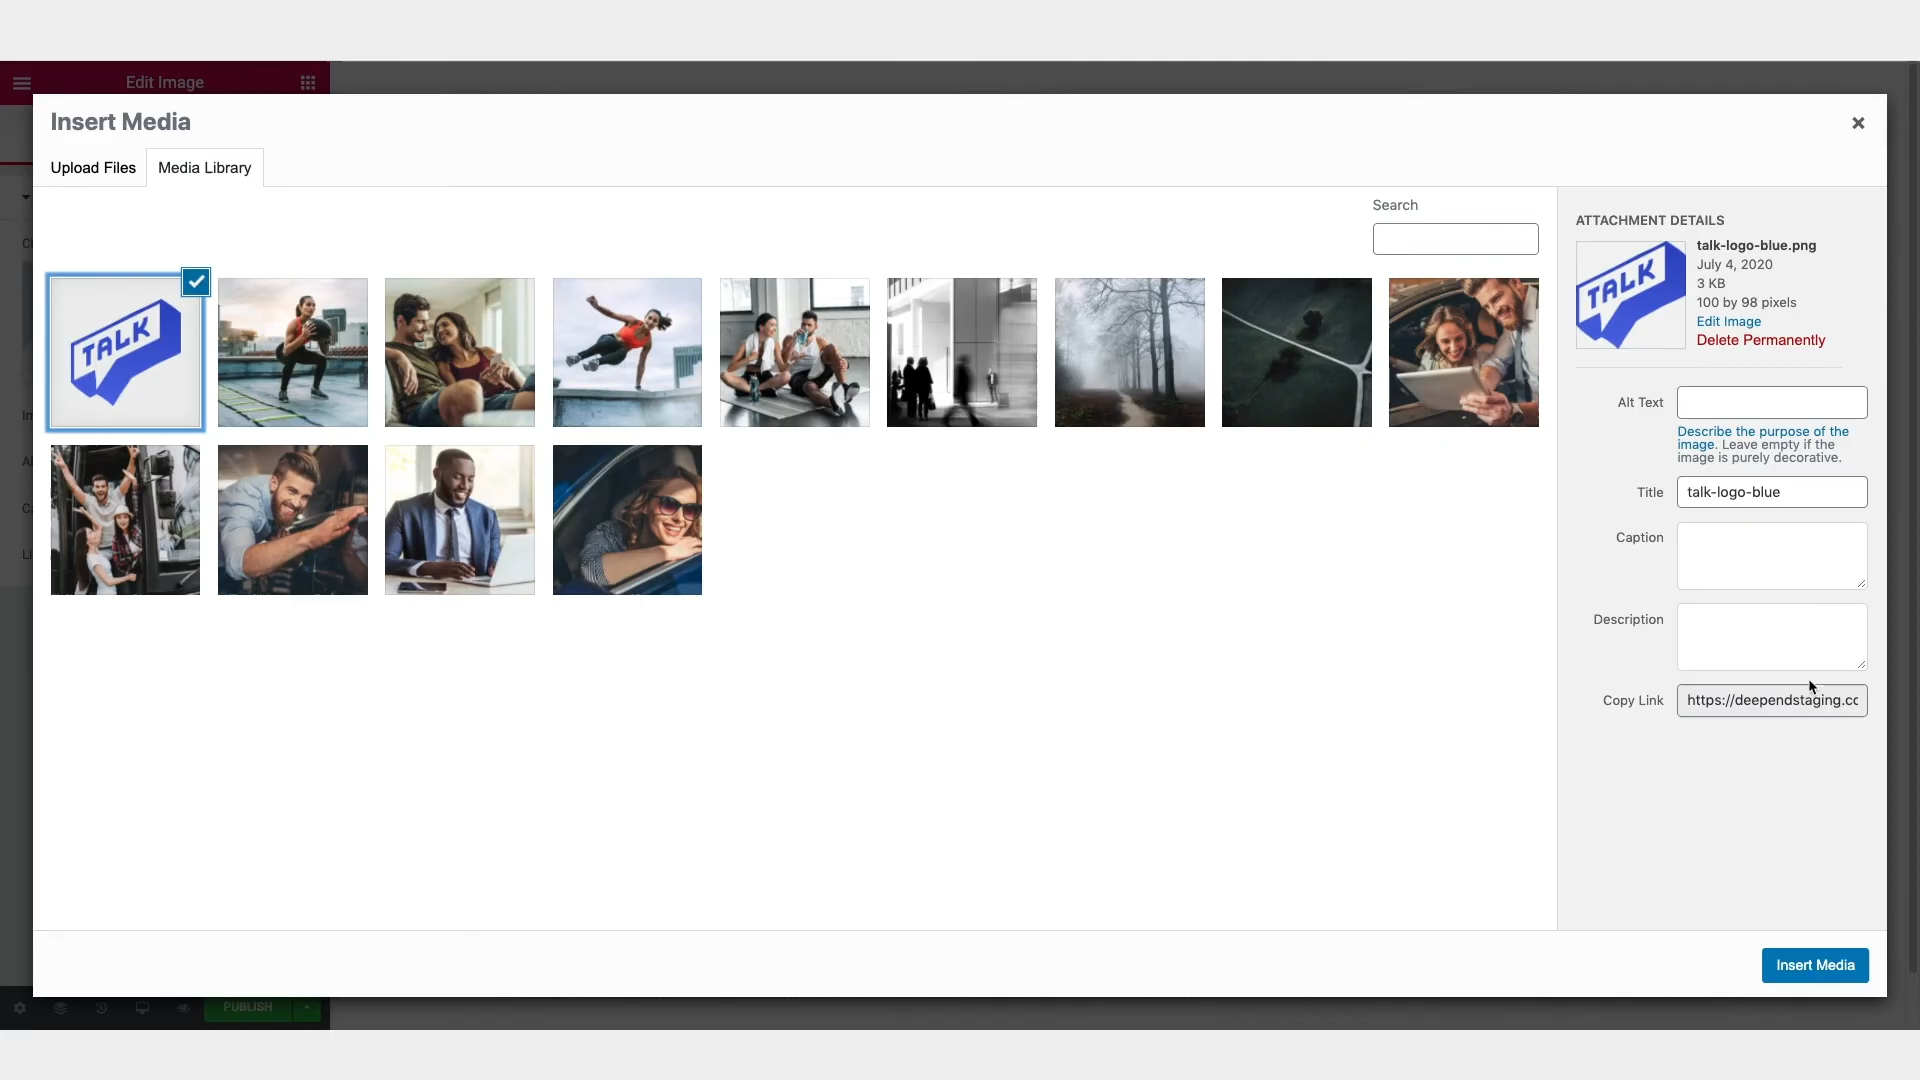 Edit Image
Insert Media
Upload Files
Media Library
Search
TALK
ATTACHMENT DETAILS
TALK
talk-logo-blue.png
July 4, 2020
3 KB
100 by 98 pixels
Edit Image
Delete Permanently
Alt Text
Describe the purpose of the
image. Leave empty if the
image is purely decorative.
Title
talk-logo-blue
Caption
Description
Copy Link
https://deependstaging.cc
Insert Media
PUBLISH